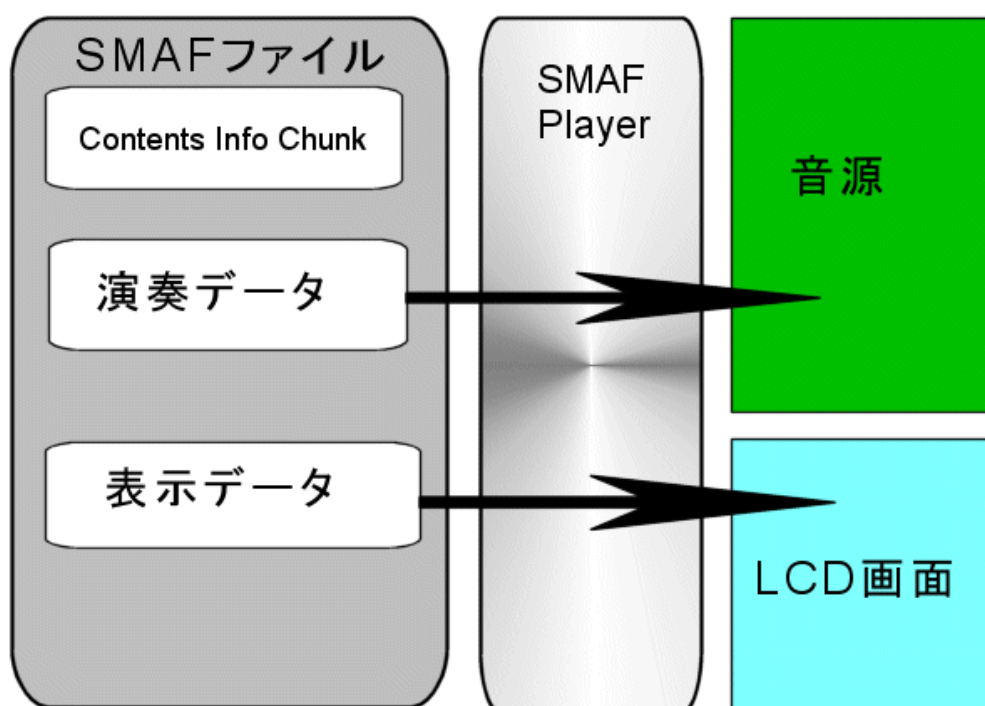 SMAFファイル
Contents Info Chunk
演奏データ
表示データ
SMAF
Player
音源
LCD画面